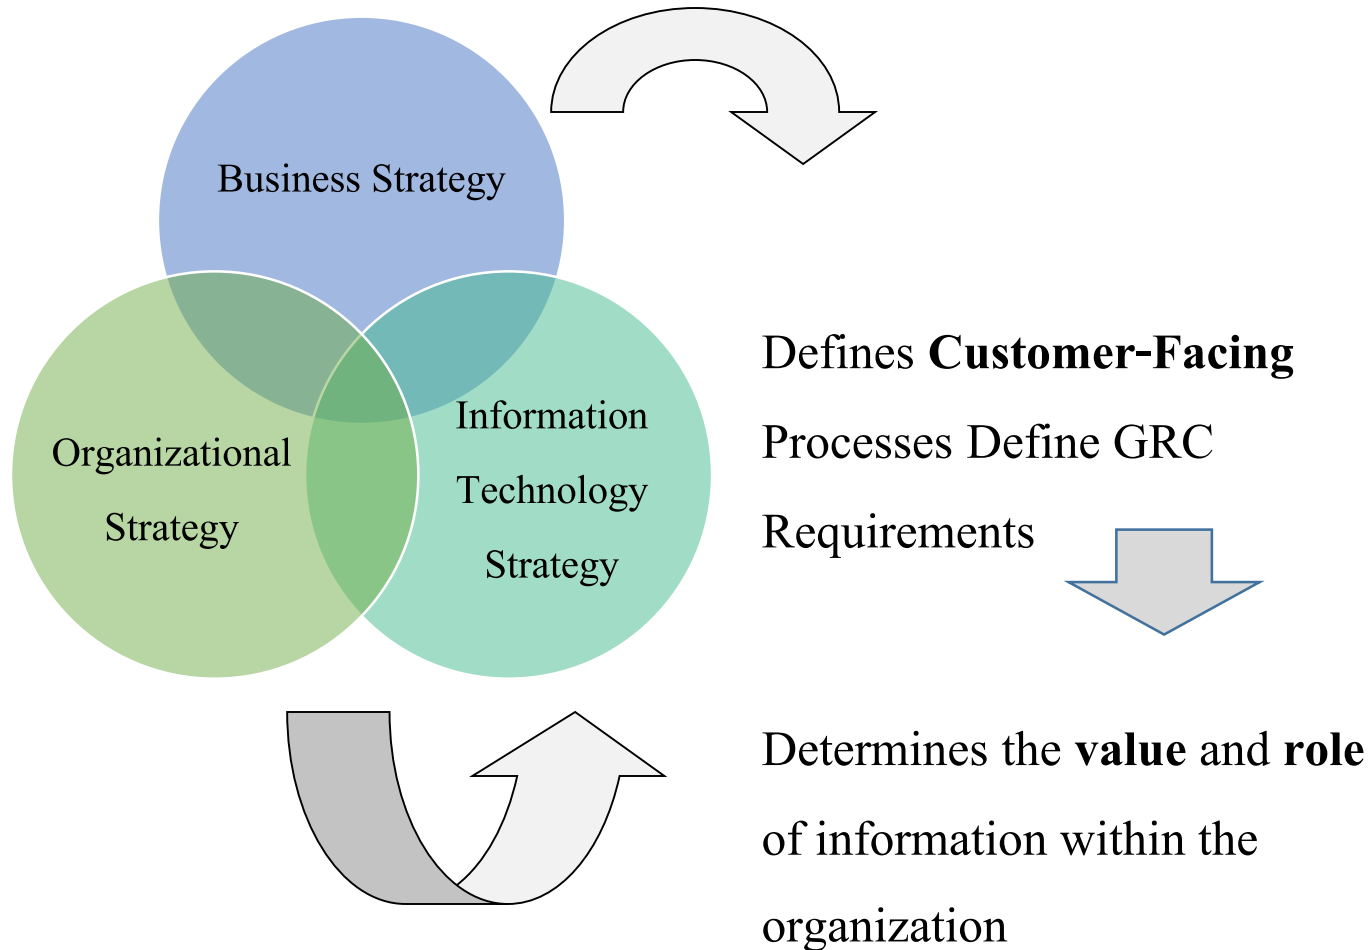 Business Strategy
Organizational
Strategy
Information
Technology
Strategy
Defines Customer-Facing
Processes Define GRC
Requirements
Determines the value and role
of information within the
organization